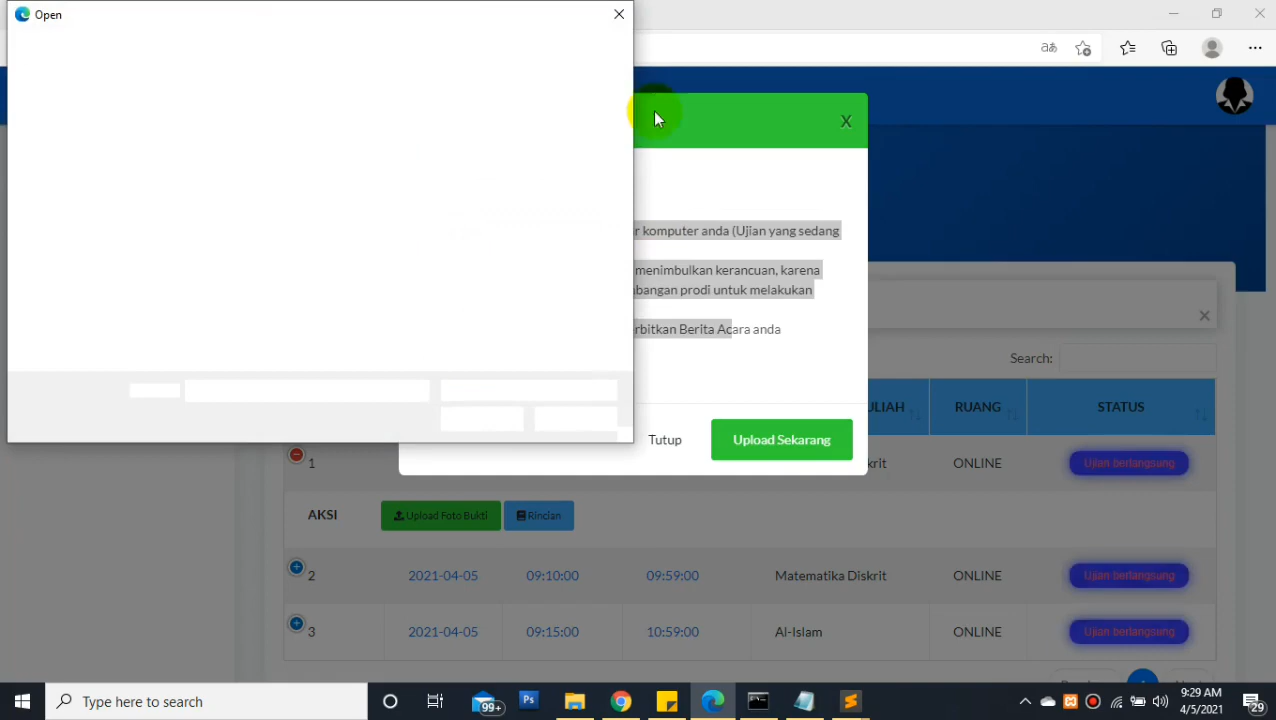 Open
X
r komputer anda (Ujian yang sedang
menimbulkan kerancuan, karena
bangan prodi untuk melakukan
rbitkan Berita Acara anda
Search:
ULIAH RUANG STATUS
Tutup Upload Sekarang
1 krit ONLINE Ujian berlangsung
AKSI Upload Foto Bukti Rincian
2 2021-04-05 09:10:00 09:59:00 Matematika Diskrit ONLINE Ujian berlangsung
3 2021-04-05 09:15:00 10:59:00 Al-Islam ONLINE Ujian berlangsung
Type here to search
99+
Ps
9:29 AM
4/5/2021
29